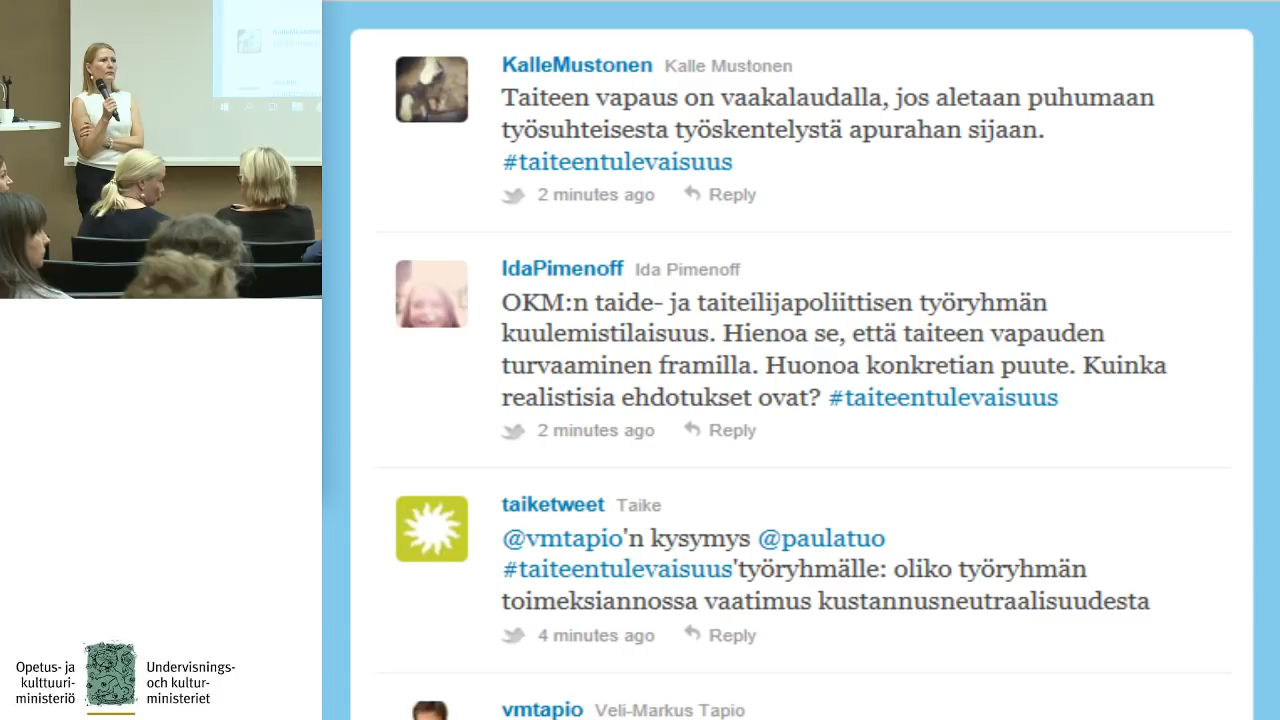 KalleMustonen Kalle Mustonen
Taiteen vapaus on vaakalaudalla, jos aletaan puhumaan
työsuhteisesta työskentelystä apurahan sijaan.
#taiteentulevaisuus
2 minutes ago Reply
IdaPimenoff Ida Pimenoff
OKM:n taide- ja taiteilijapoliittisen työryhmän
kuulemistilaisuus. Hienoa se, että taiteen vapauden
turvaaminen framilla. Huonoa konkretian puute. Kuinka
realistisia ehdotukset ovat? #taiteentulevaisuus
2 minutes ago Reply
taiketweet Taike
@vmtapio'n kysymys @paulatuo
#taiteentulevaisuus'työryhmälle: oliko työryhmän
toimeksiannossa vaatimus kustannusneutraalisuudesta
4 minutes ago Reply
vmtapio Veli-Markus Tapio
Opetus- ja
kulttuuri-
ministeriö
Undervisnings-
och kultur-
ministeriet